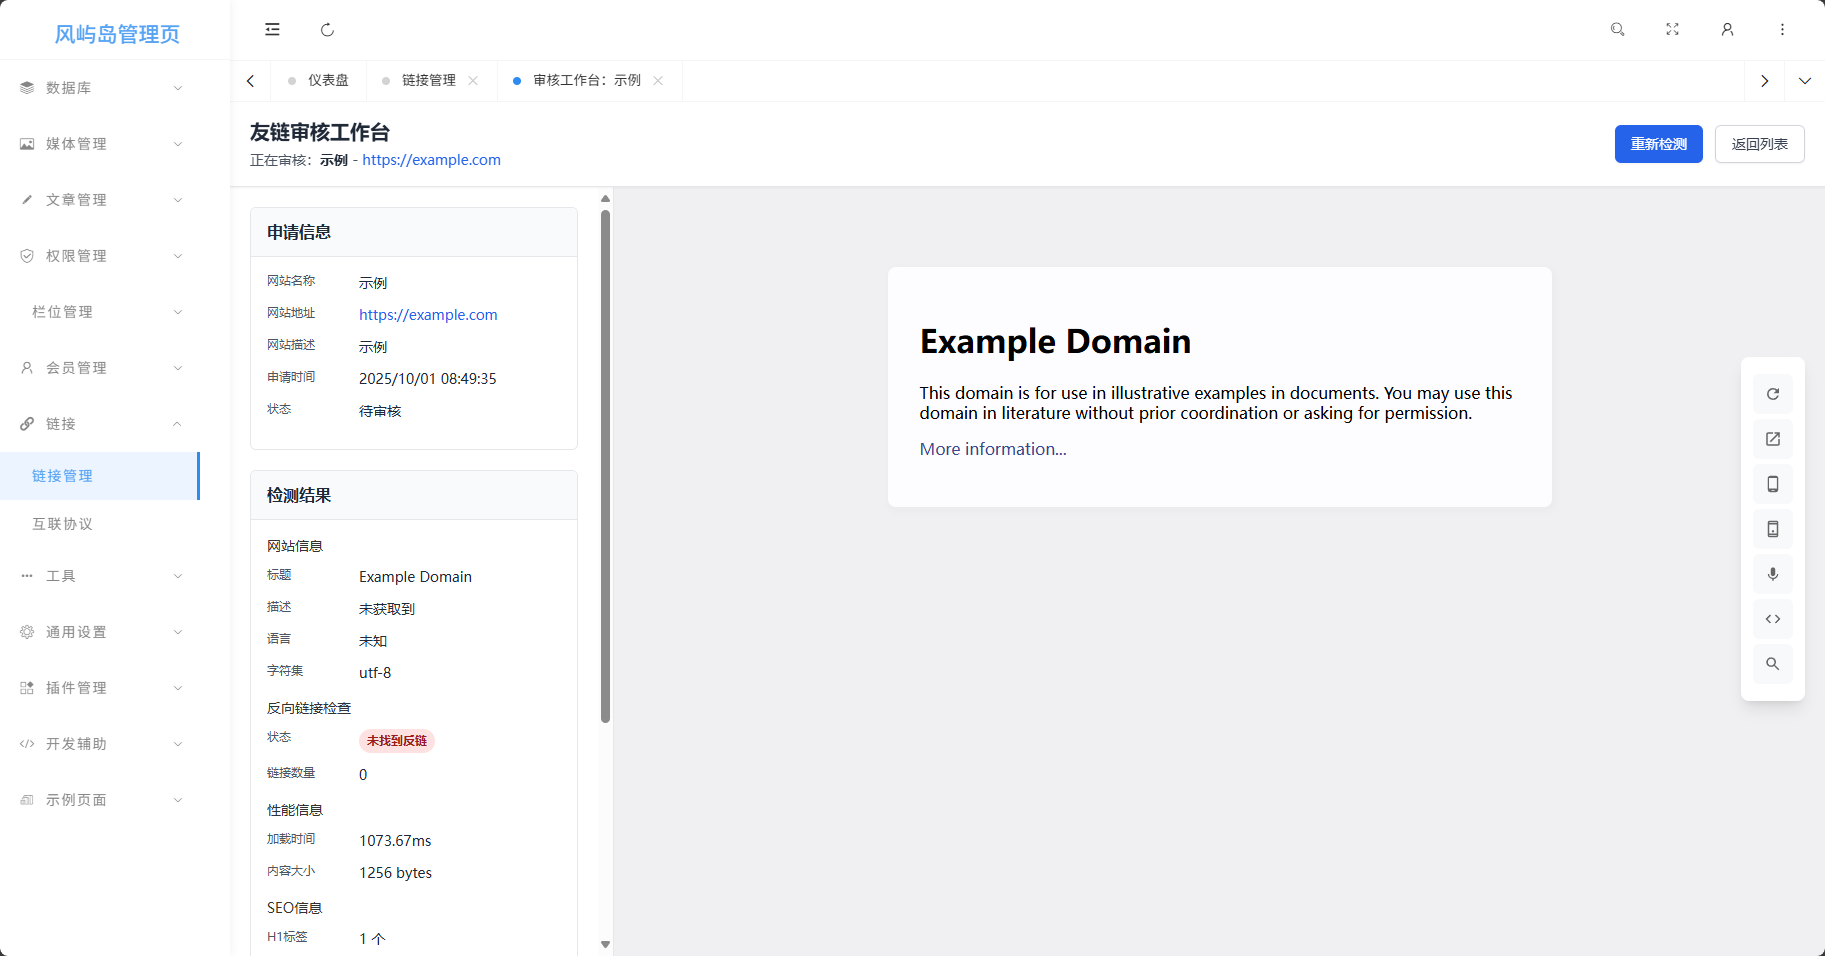 风屿岛管理页
数据库
媒体管理
文章管理
权限管理
栏位管理
会员管理
链接
链接管理
互联协议
工具
通用设置
插件管理
开发辅助
示例页面
仪表盘
链接管理
审核工作台：示例
友链审核工作台
正在审核：示例 - https://example.com
重新检测
返回列表
申请信息
网站名称 示例
网站地址 https://example.com
网站描述 示例
申请时间 2025/10/01 08:49:35
状态 待审核
检测结果
网站信息
标题 Example Domain
描述 未获取到
语言 未知
字符集 utf-8
反向链接检查
状态 未找到反链
链接数量 0
性能信息
加载时间 1073.67ms
内容大小 1256 bytes
SEO信息
H1标签 1 个
Example Domain
This domain is for use in illustrative examples in documents. You may use this
domain in literature without prior coordination or asking for permission.
More information...